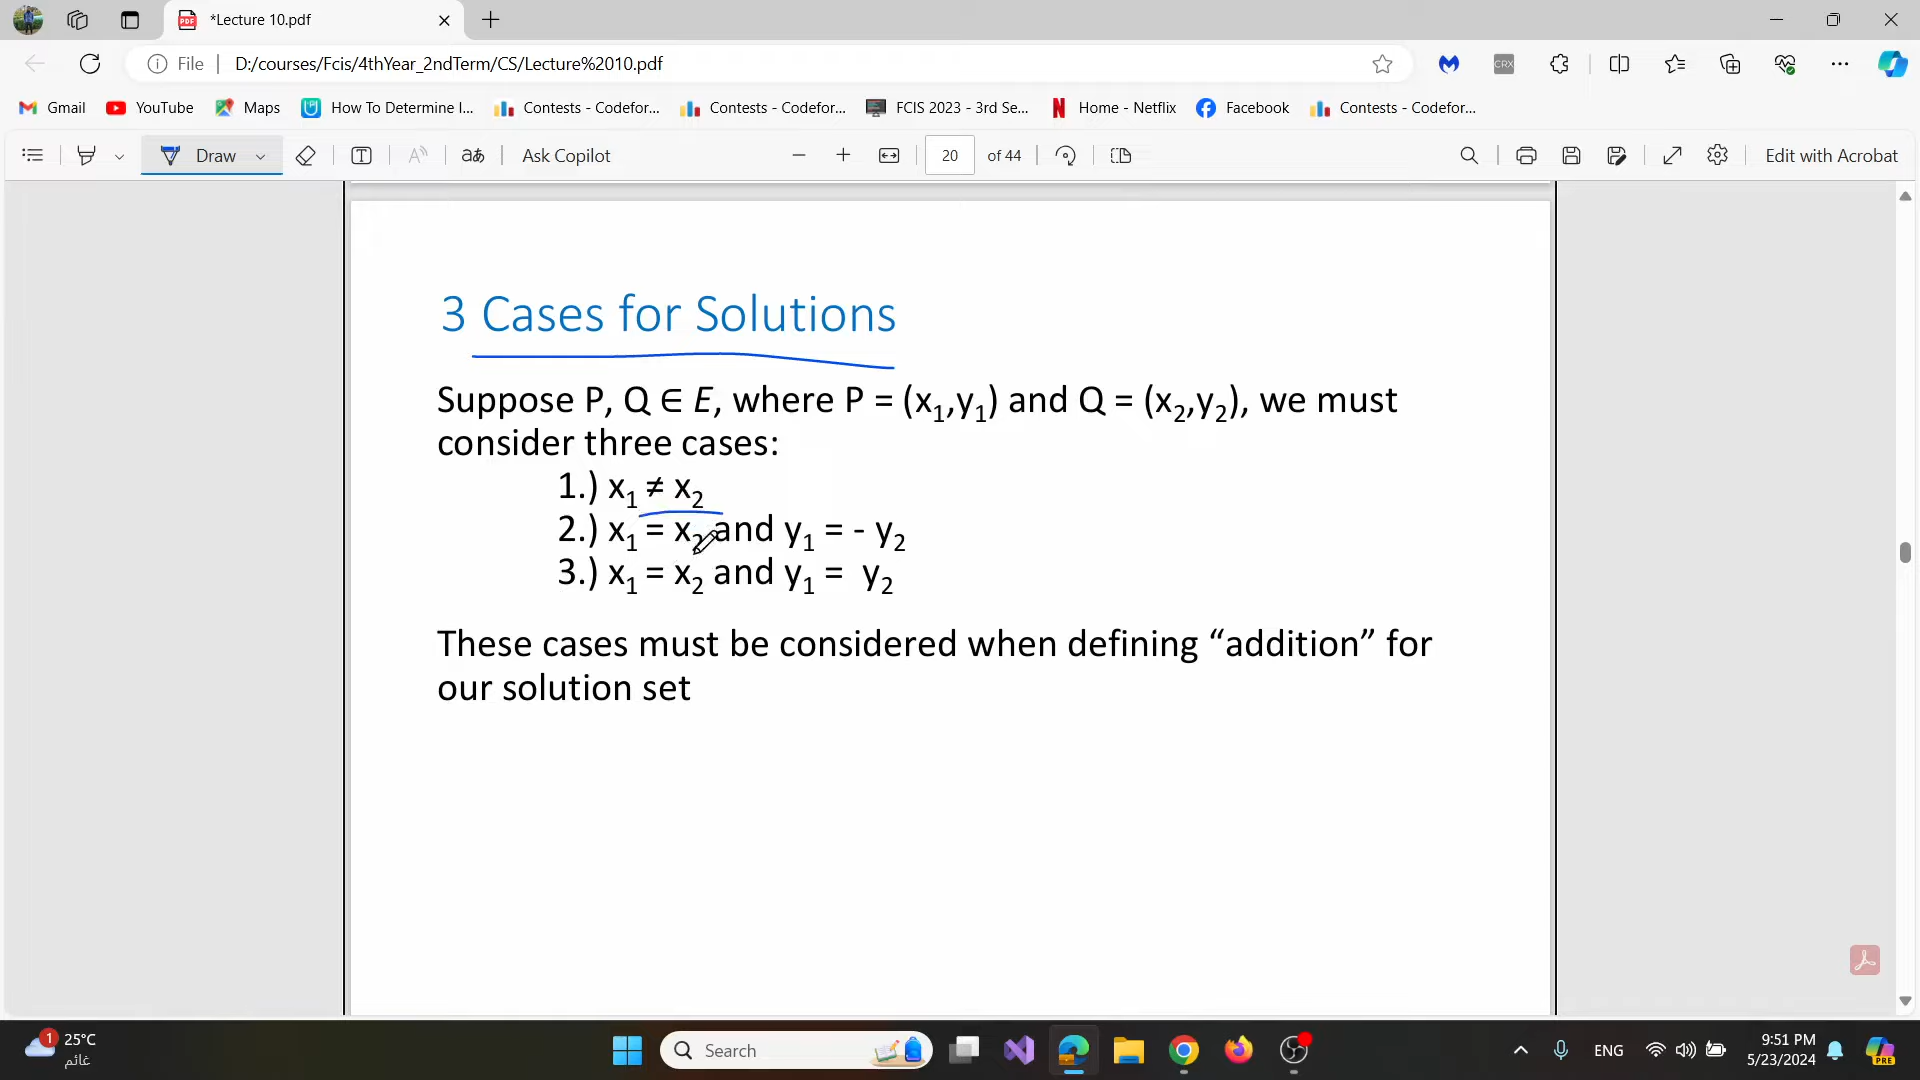 *Lecture 10.pdf
File
D:/courses/Fcis/4thYear_2ndTerm/CS/Lecture%2010.pdf
Gmail YouTube Maps How To Determine I... Contests - Codefor... Contests - Codefor... FCIS 2023 - 3rd Se... Home - Netflix Facebook Contests - Codefor...
Draw aあ Ask Copilot 20 of 44 Edit with Acrobat
3 Cases for Solutions
Suppose P, Q ∈ E, where P = (x₁,y₁) and Q = (x₂,y₂), we must
consider three cases:
1.) x₁ ≠ x₂
2.) x₁ = x₂ and y₁ = - y₂
3.) x₁ = x₂ and y₁ = y₂
These cases must be considered when defining “addition” for
our solution set
1
25°C
غائم
Search
ENG
9:51 PM
5/23/2024
PRE